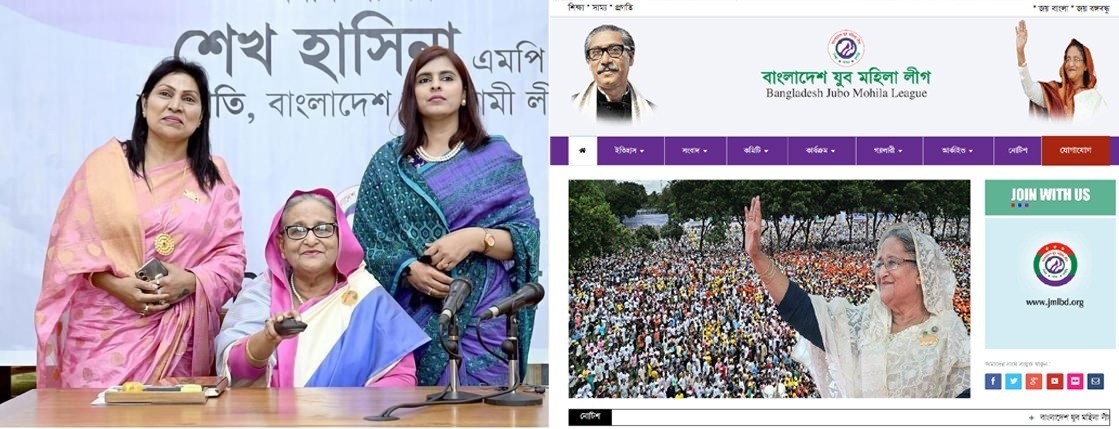 শেখ হাসিনা এমপি
বাংলাদেশ
শিক্ষা * সাম্য * প্রগতি
* জয় বাংলা * জয় বঙ্গবন্ধু
বাংলাদেশ যুব মহিলা লীগ
Bangladesh Jubo Mohila League
ইতিহাস
সংবাদ
কমিটি
কার্যক্রম
গ্যালারী
আর্কাইভ
নোটিশ
যোগাযোগ
JOIN WITH US
www.jmlbd.org
আমাদের সাথে সংযুক্ত থাকুন
নোটিশ
বাংলাদেশ যুব মহিলা লী